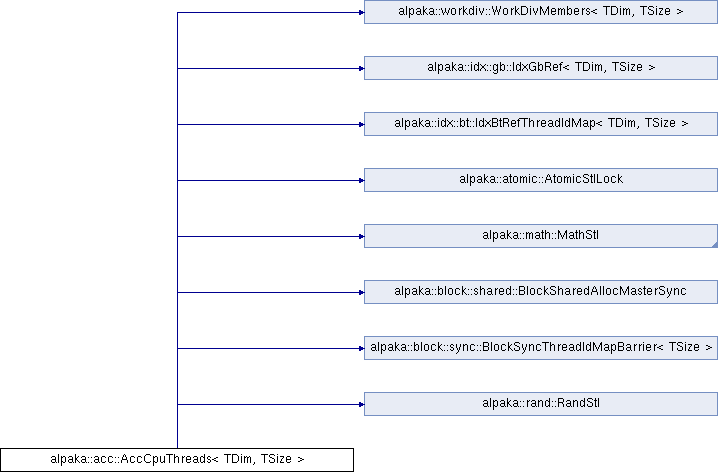 alpaka::workdiv::WorkDivMembers< TDim, TSize >
alpaka::idx::gb::IdxGbRef< TDim, TSize >
alpaka::idx::bt::IdxBtRefThreadIdMap< TDim, TSize >
alpaka::atomic::AtomicStlLock
alpaka::math::MathStl
alpaka::block::shared::BlockSharedAllocMasterSync
alpaka::block::sync::BlockSyncThreadIdMapBarrier< TSize >
alpaka::rand::RandStl
alpaka::acc::AccCpuThreads< TDim, TSize >